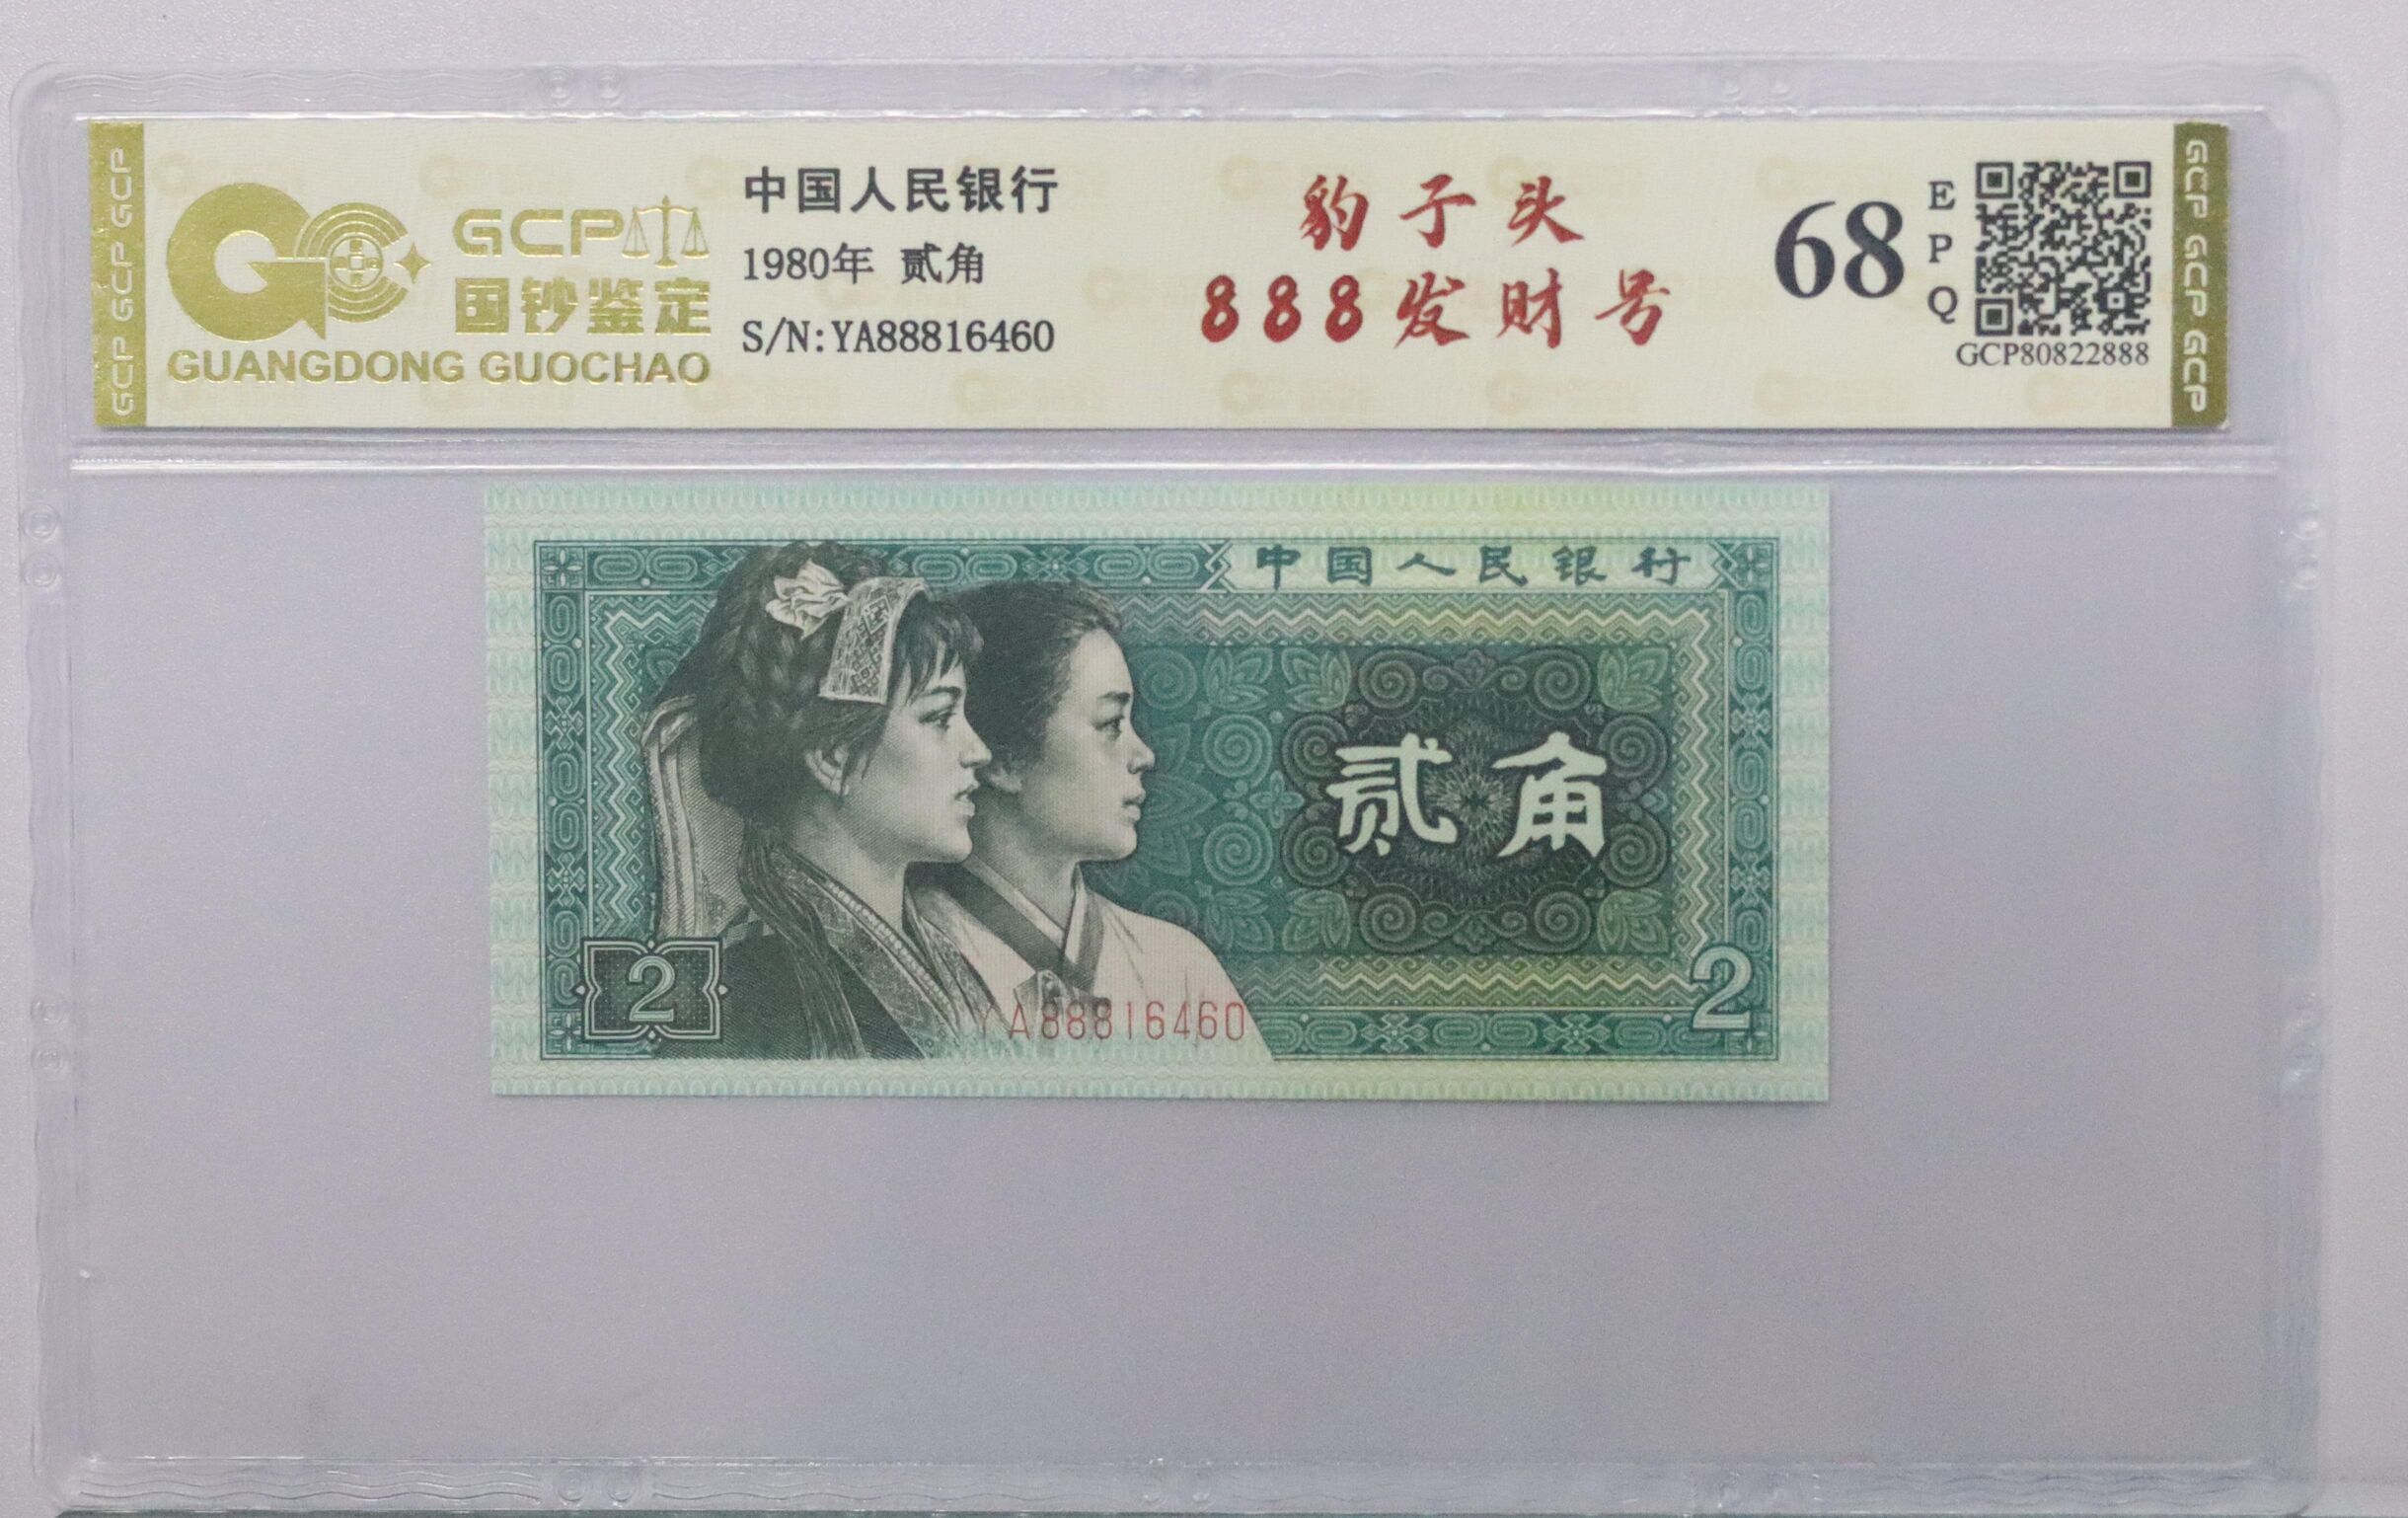 GCP GCP GCP
GCP
国钞鉴定
GUANGDONG GUOCHAO
中国人民银行
1980年 贰角
S/N:YA88816460
豹子头
888发财号
68
EPQ
GCP80822888
GCP GCP GCP
中国人民银行
贰角
2
YA88816460
2